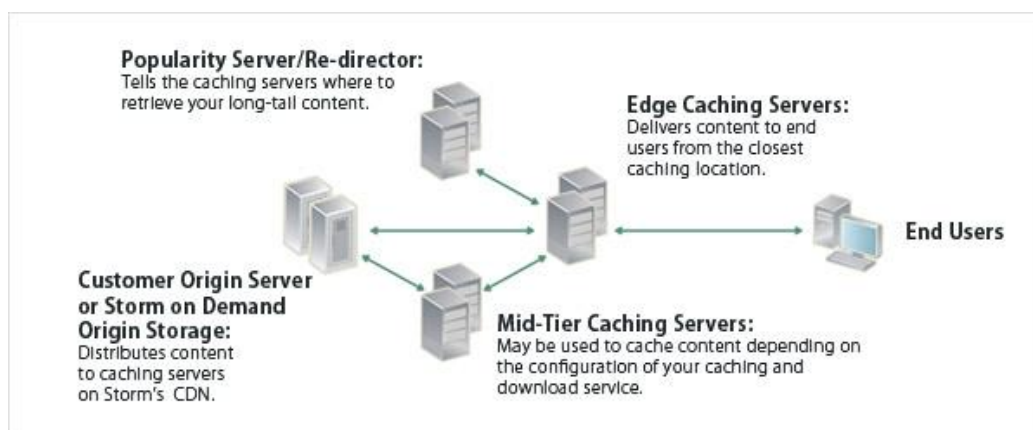 Popularity Server/Re-director:
Tells the caching servers where to
retrieve your long-tail content.
Edge Caching Servers:
Delivers content to end
users from the closest
caching location.
End Users
Customer Origin Server
or Storm on Demand
Origin Storage:
Distributes content
to caching servers
on Storm's CDN.
Mid-Tier Caching Servers:
May be used to cache content depending on
the configuration of your caching and
download service.